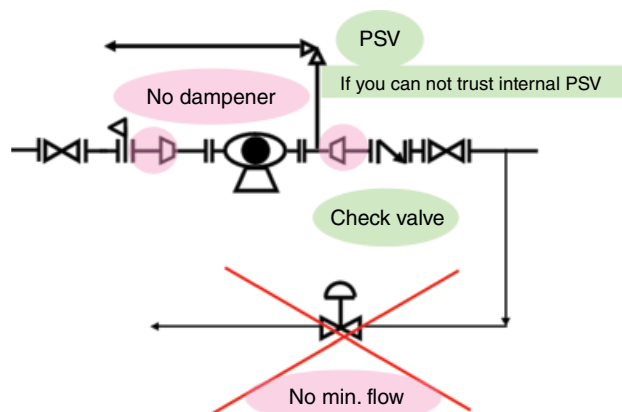 PSV
If you can not trust internal PSV
No dampener
Check valve
No min. flow